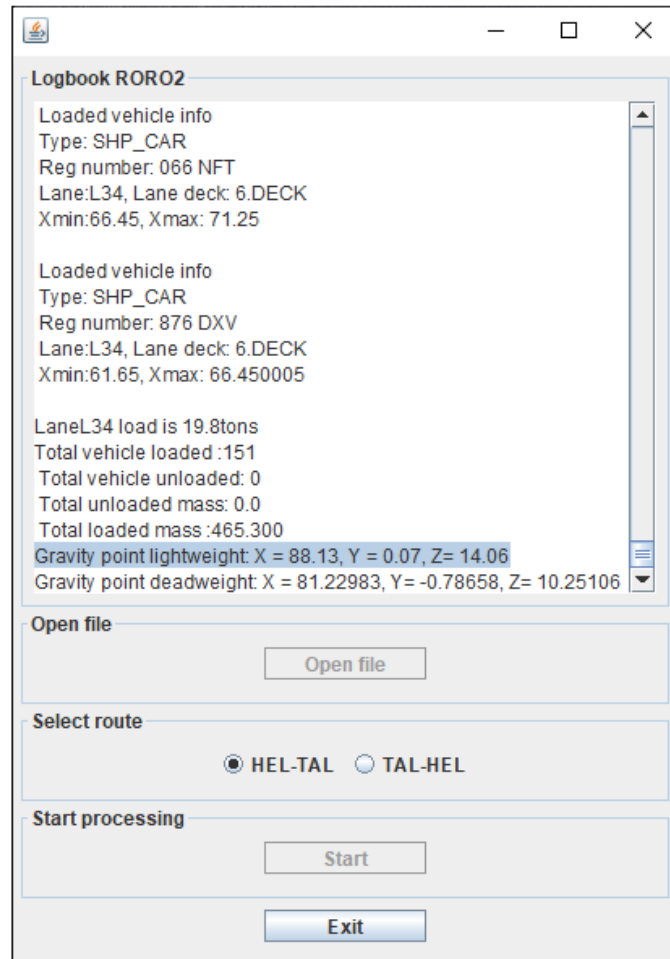 Logbook RORO2
Loaded vehicle info
Type: SHP_CAR
Reg number: 066 NFT
Lane:L34, Lane deck: 6.DECK
Xmin:66.45, Xmax: 71.25
Loaded vehicle info
Type: SHP_CAR
Reg number: 876 DXV
Lane:L34, Lane deck: 6.DECK
Xmin:61.65, Xmax: 66.450005
LaneL34 load is 19.8tons
Total vehicle loaded :151
Total vehicle unloaded: 0
Total unloaded mass: 0.0
Total loaded mass :465.300
Gravity point lightweight: X = 88.13, Y = 0.07, Z= 14.06
Gravity point deadweight: X = 81.22983, Y= -0.78658, Z= 10.25106
Open file
Open file
Select route
HEL-TAL TAL-HEL
Start processing
Start
Exit